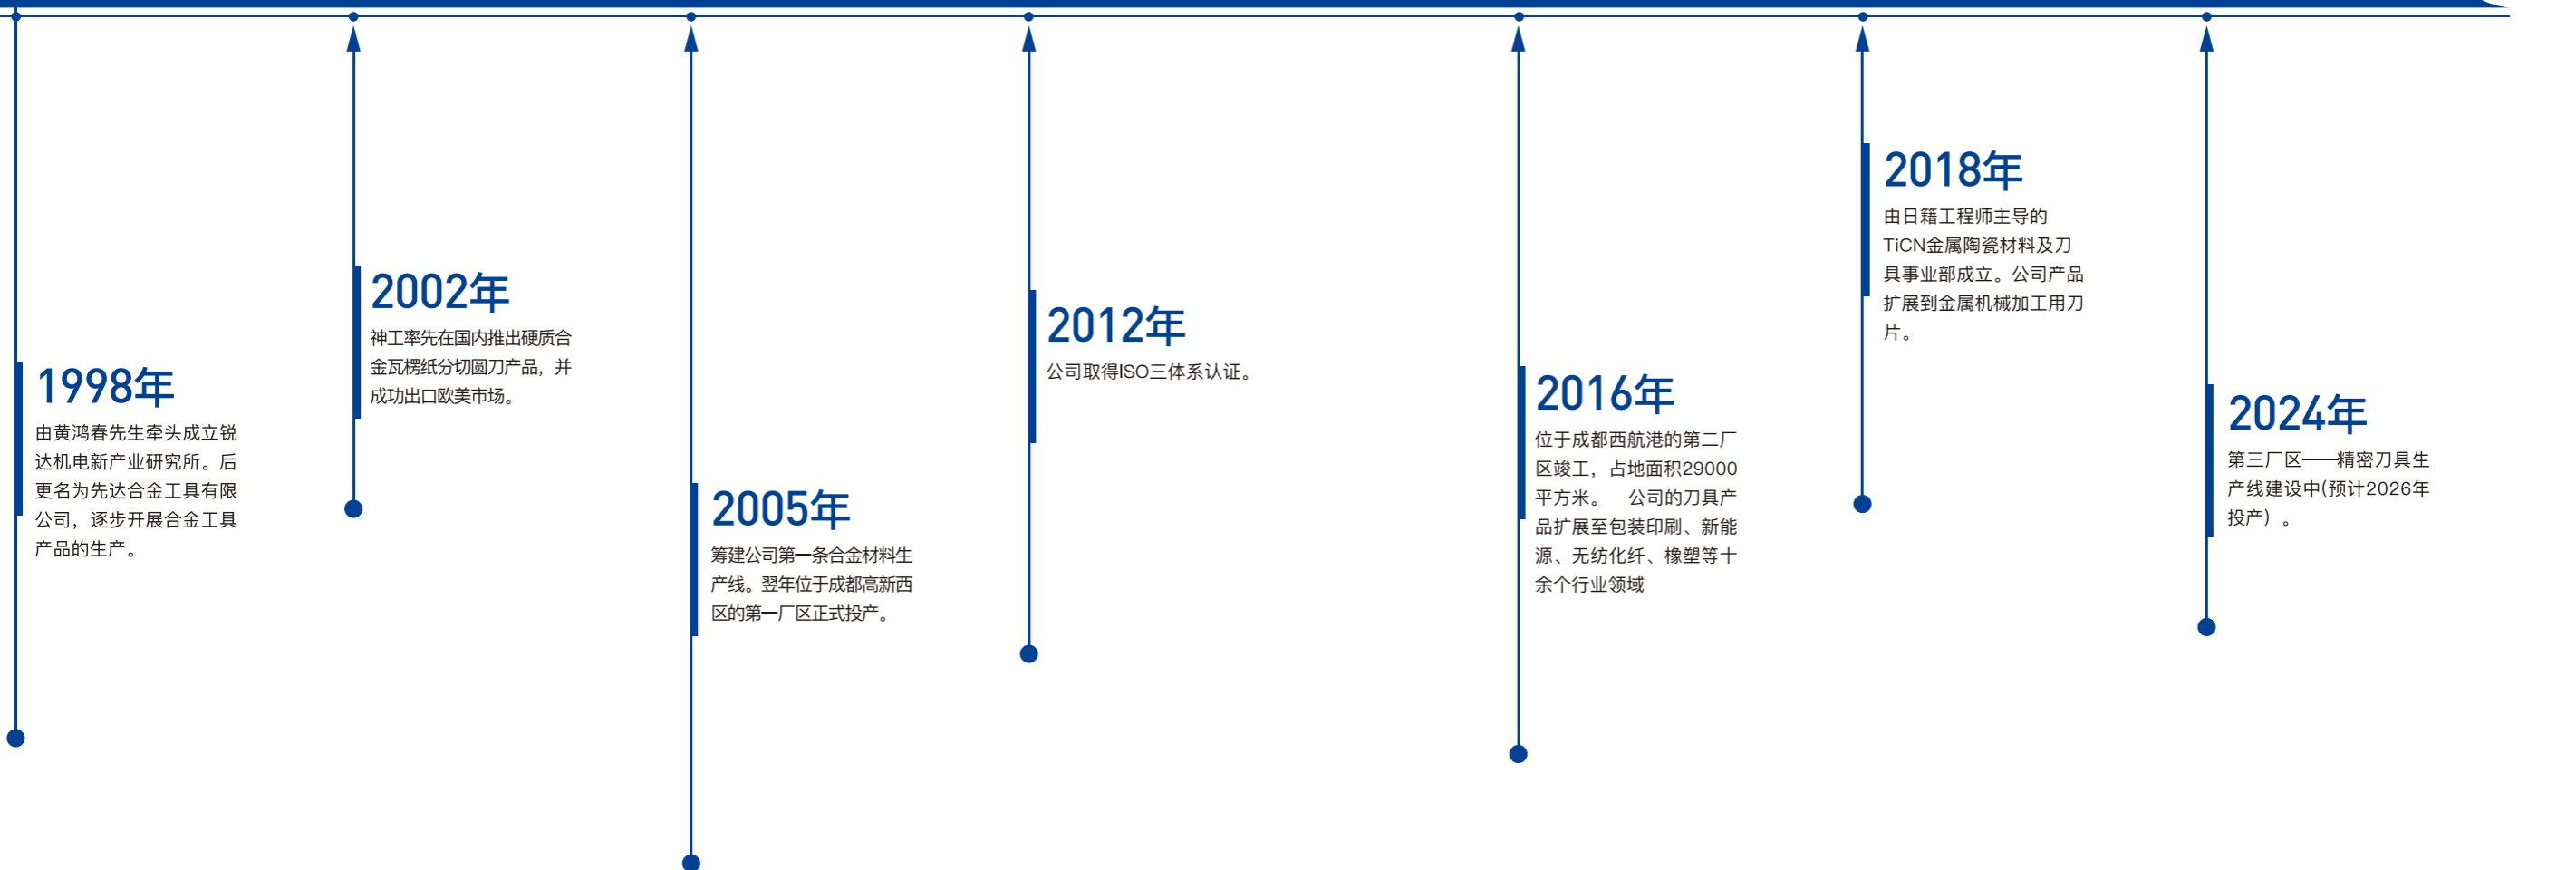 1998年
由黄鸿春先生牵头成立锐
达机电新产业研究所。后
更名为先达合金工具有限
公司，逐步开展合金工具
产品的生产。
2002年
神工率先在国内推出硬质合
金瓦楞纸分切圆刀产品，并
成功出口欧美市场。
2005年
筹建公司第一条合金材料生
产线。翌年位于成都高新西
区的第一厂区正式投产。
2012年
公司取得ISO三体系认证。
2016年
位于成都西航港的第二厂
区竣工，占地面积29000
平方米。 公司的刀具产
品扩展至包装印刷、新能
源、无纺化纤、橡塑等十
余个行业领域
2018年
由日籍工程师主导的
TiCN金属陶瓷材料及刀
具事业部成立。公司产品
扩展到金属机械加工用刀
片。
2024年
第三厂区——精密刀具生
产线建设中(预计2026年
投产）。